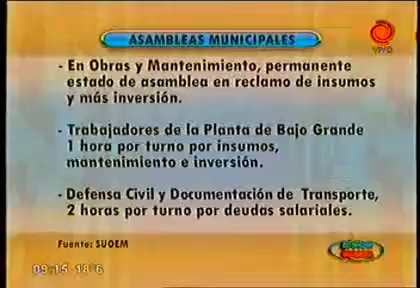 ASAMBLEAS MUNICIPALES
- En Obras y Mantenimiento, permanente
estado de asamblea en reclamo de insumos
y más inversión.
- Trabajadores de la Planta de Bajo Grande
1 hora por turno por insumos,
mantenimiento e inversión.
- Defensa Civil y Documentación de Transporte,
2 horas por turno por deudas salariales.
Fuente: SUOEM
09:15 18°6